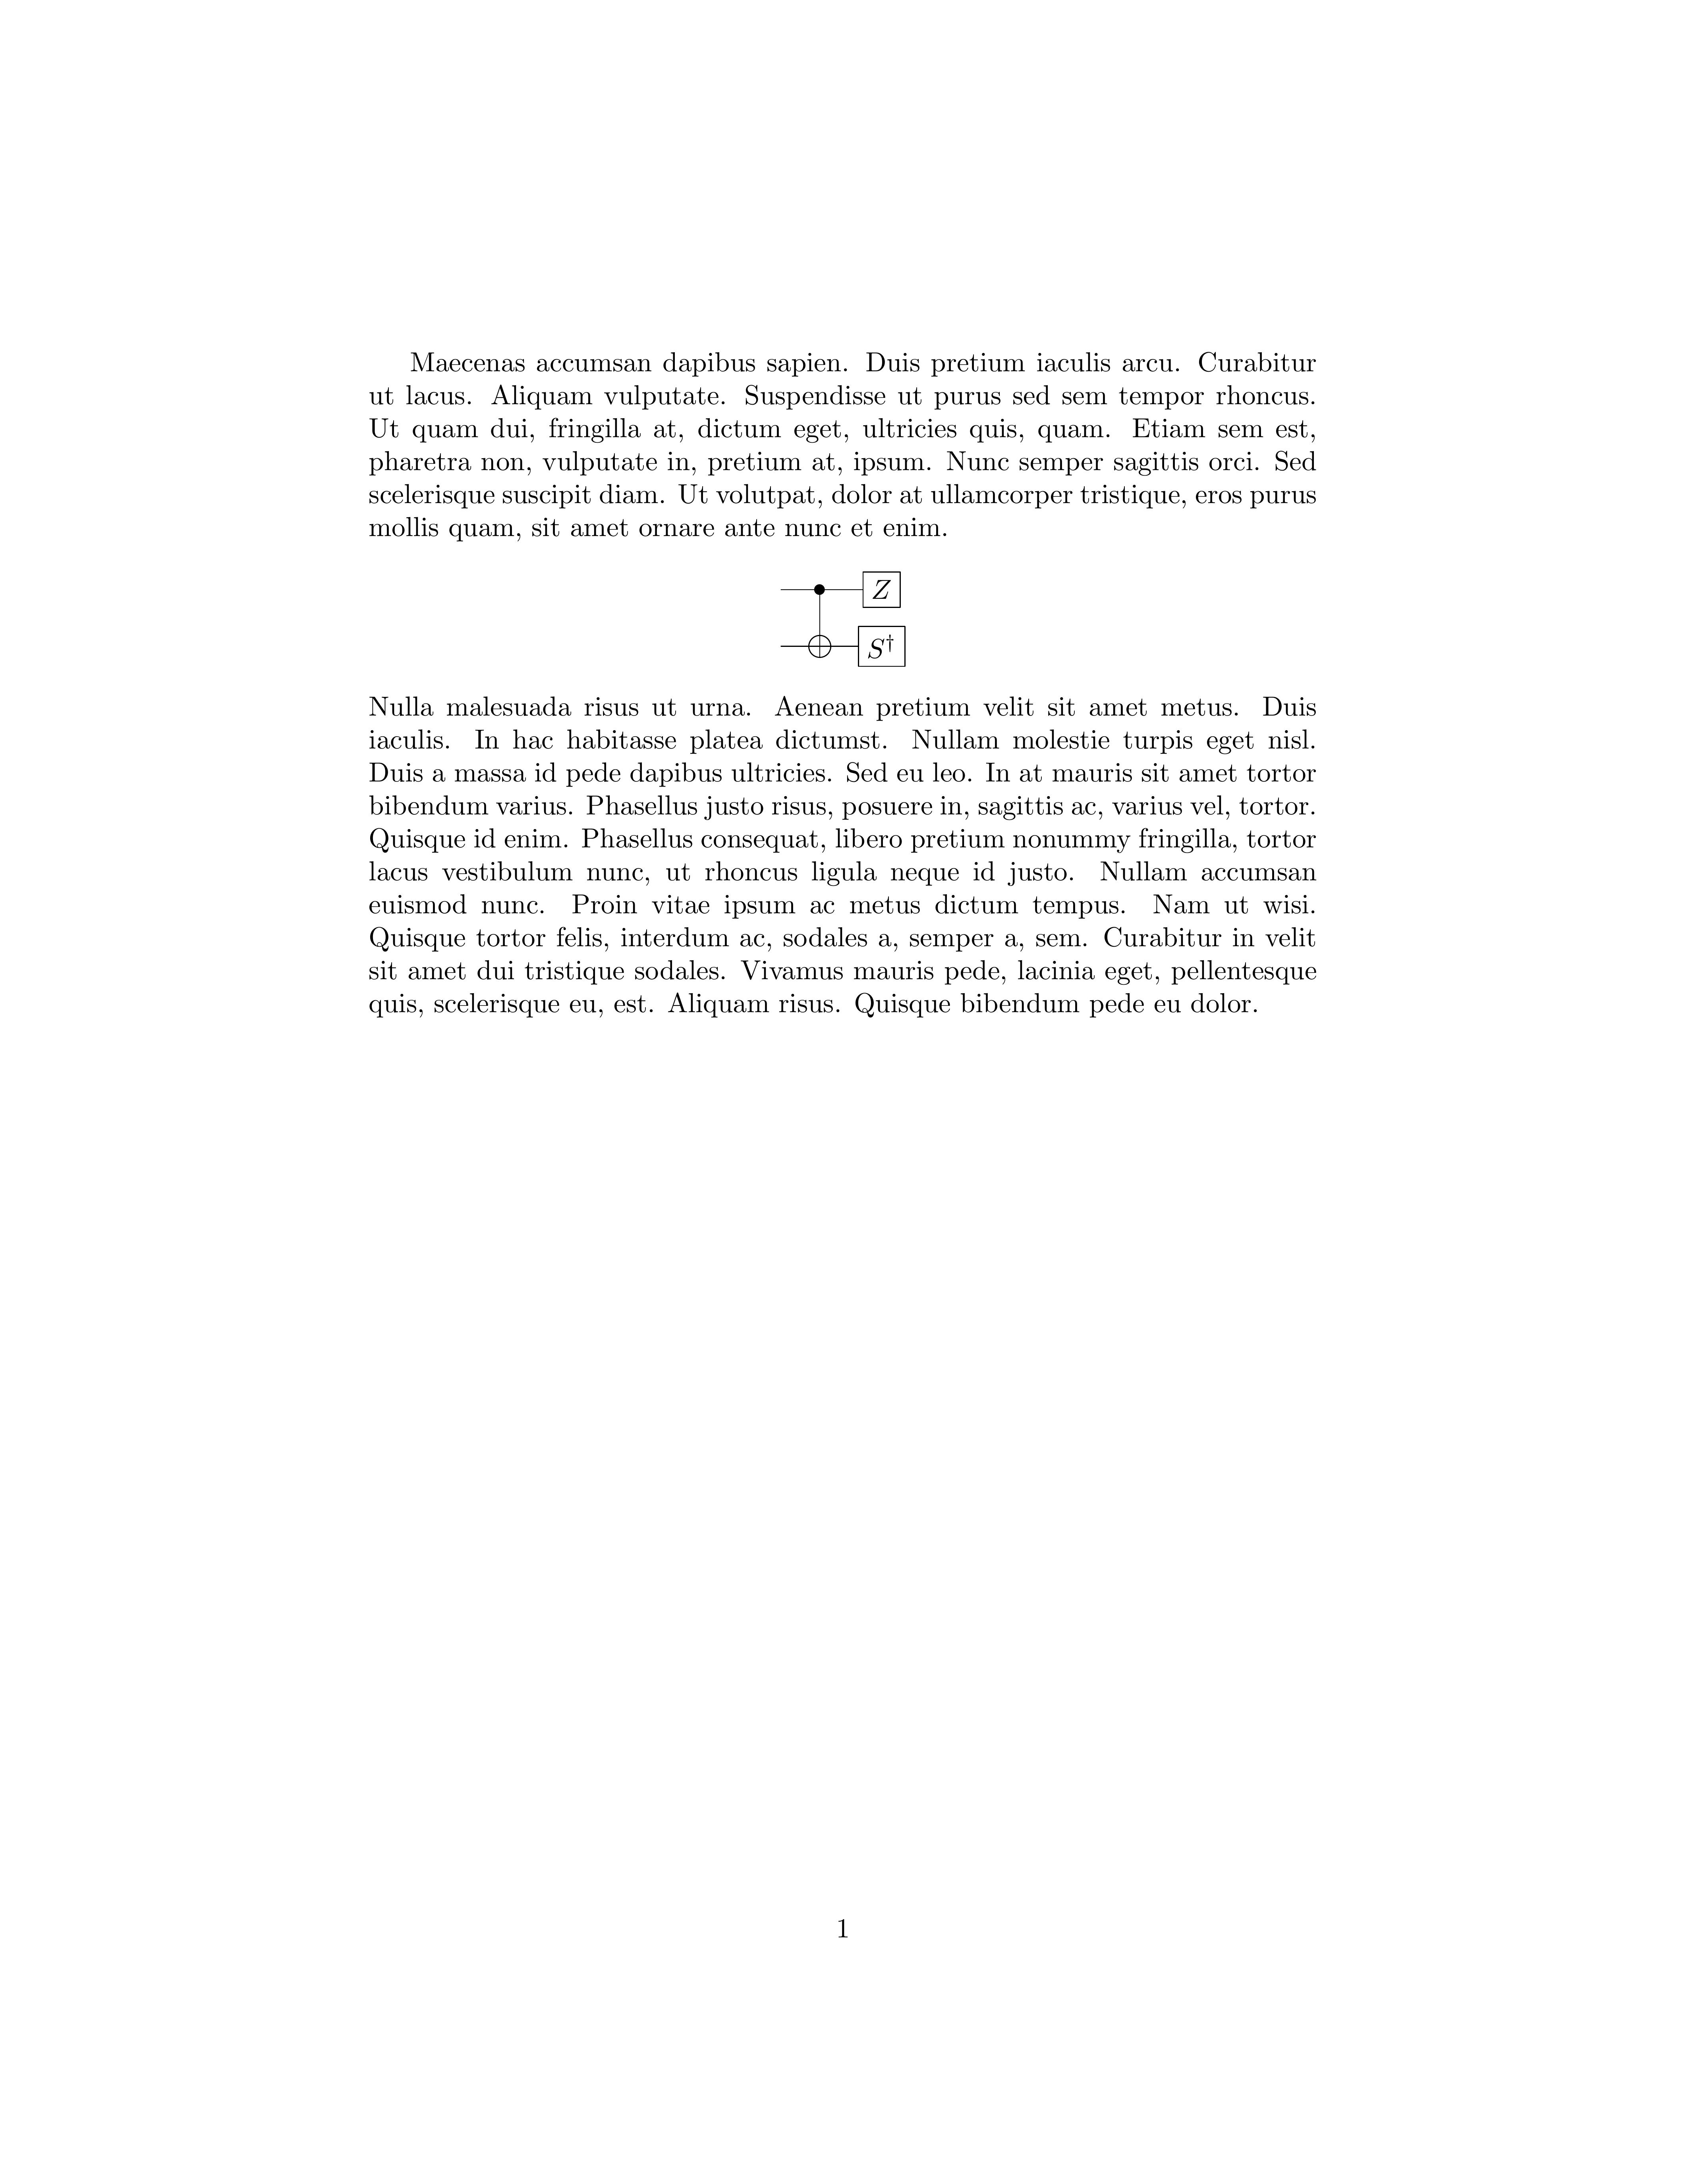 Maecenas accumsan dapibus sapien. Duis pretium iaculis arcu. Curabitur
ut lacus. Aliquam vulputate. Suspendisse ut purus sed sem tempor rhoncus.
Ut quam dui, fringilla at, dictum eget, ultricies quis, quam. Etiam sem est,
pharetra non, vulputate in, pretium at, ipsum. Nunc semper sagittis orci. Sed
scelerisque suscipit diam. Ut volutpat, dolor at ullamcorper tristique, eros purus
mollis quam, sit amet ornare ante nunc et enim.
Z
S†
Nulla malesuada risus ut urna. Aenean pretium velit sit amet metus. Duis
iaculis. In hac habitasse platea dictumst. Nullam molestie turpis eget nisl.
Duis a massa id pede dapibus ultricies. Sed eu leo. In at mauris sit amet tortor
bibendum varius. Phasellus justo risus, posuere in, sagittis ac, varius vel, tortor.
Quisque id enim. Phasellus consequat, libero pretium nonummy fringilla, tortor
lacus vestibulum nunc, ut rhoncus ligula neque id justo. Nullam accumsan
euismod nunc. Proin vitae ipsum ac metus dictum tempus. Nam ut wisi.
Quisque tortor felis, interdum ac, sodales a, semper a, sem. Curabitur in velit
sit amet dui tristique sodales. Vivamus mauris pede, lacinia eget, pellentesque
quis, scelerisque eu, est. Aliquam risus. Quisque bibendum pede eu dolor.
1